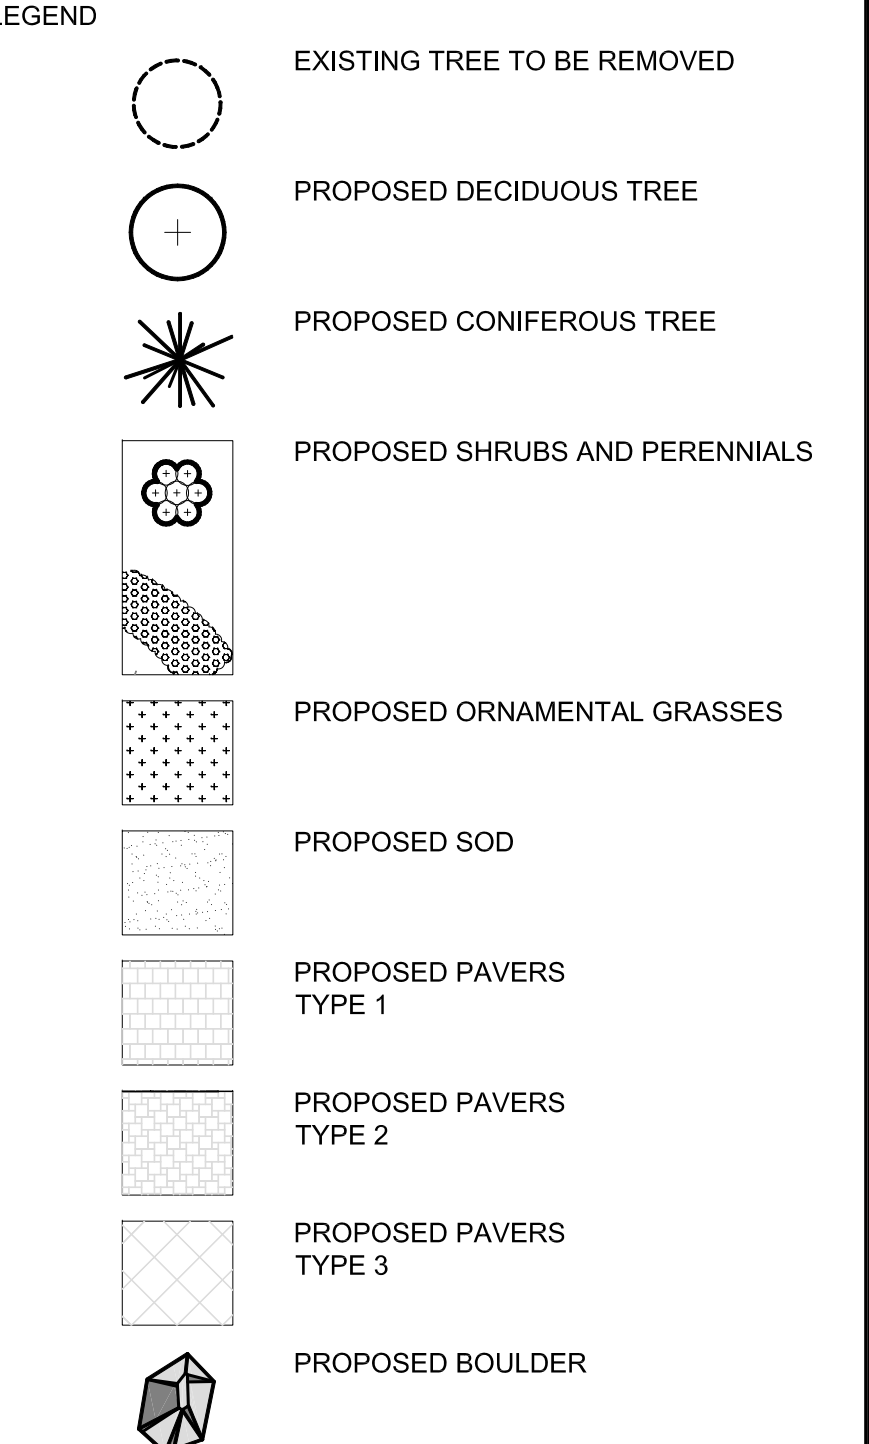 LEGEND
EXISTING TREE TO BE REMOVED
PROPOSED DECIDUOUS TREE
PROPOSED CONIFEROUS TREE
PROPOSED SHRUBS AND PERENNIALS
PROPOSED ORNAMENTAL GRASSES
PROPOSED SOD
PROPOSED PAVERS
TYPE 1
PROPOSED PAVERS
TYPE 2
PROPOSED PAVERS
TYPE 3
PROPOSED BOULDER